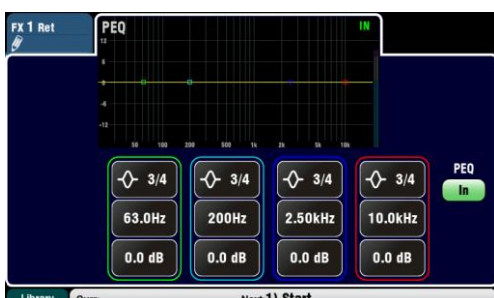 FX 1 Ret
PEQ
IN
12
6
0
-6
-12
50 100 200 500 1k 2k 5k 10k
3/4 3/4 3/4 3/4
63.0Hz 200Hz 2.50kHz 10.0kHz
0.0 dB 0.0 dB 0.0 dB 0.0 dB
PEQ
In
Library
1) Start